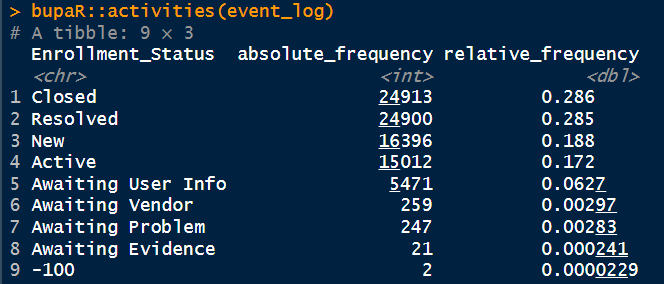 > bupaR::activities(event_log)
# A tibble: 9 × 3
Enrollment_Status absolute_frequency relative_frequency
<chr> <int> <dbl>
1 Closed 24913 0.286
2 Resolved 24900 0.285
3 New 16396 0.188
4 Active 15012 0.172
5 Awaiting User Info 5471 0.0627
6 Awaiting Vendor 259 0.00297
7 Awaiting Problem 247 0.00283
8 Awaiting Evidence 21 0.000241
9 -100 2 0.0000229